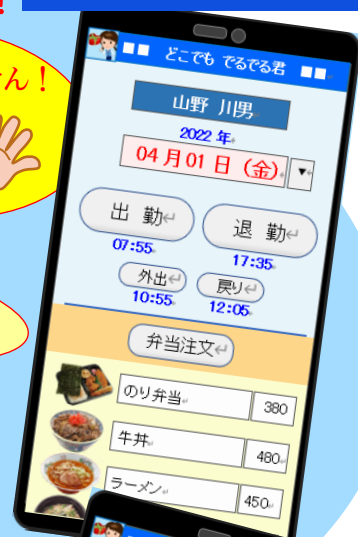 !
ん！
■■ どこでも でるでる君 ■■
山野 川男
2022 年
04 月 01 日 （金） ▼
出 勤 退 勤
07:55 17:35
外出 戻り
10:55 12:05
弁当注文
のり弁当 380
牛丼 480
ラーメン 450